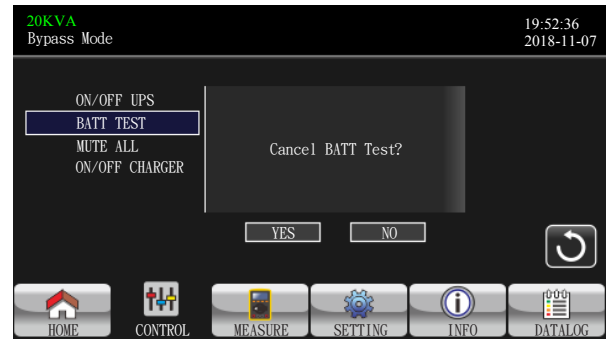 20KVA
Bypass Mode
19:52:36
2018-11-07
ON/OFF UPS
BATT TEST
MUTE ALL
ON/OFF CHARGER
Cancel BATT Test?
YES
NO
HOME
CONTROL
MEASURE
SETTING
INFO
DATALOG